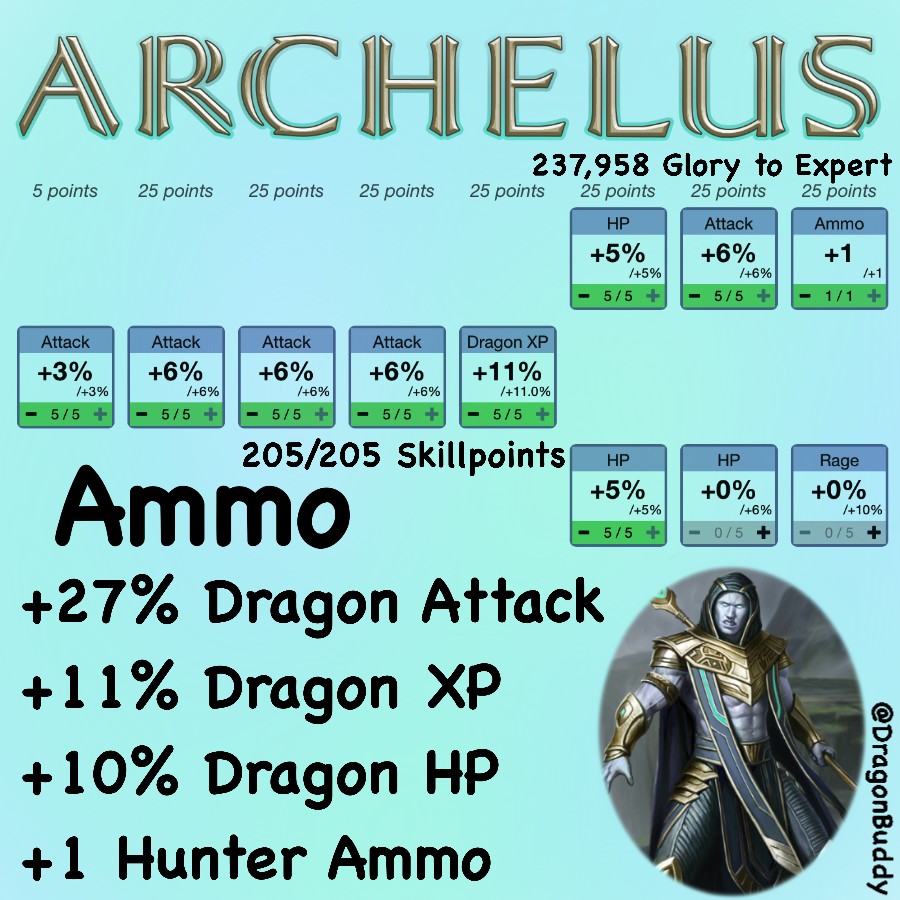 ARCHELUS
237,958 Glory to Expert
5 points 25 points 25 points 25 points 25 points 25 points 25 points 25 points
HP Attack Ammo
+5% +6% +1
/+5% /+6% /+1
− 5/5 + − 5/5 + − 1/1 +
Attack Attack Attack Attack Dragon XP
+3% +6% +6% +6% +11%
/+3% /+6% /+6% /+6% /+11.0%
− 5/5 + − 5/5 + − 5/5 + − 5/5 + − 5/5 +
205/205 Skillpoints
HP HP Rage
+5% +0% +0%
/+5% /+6% /+10%
− 5/5 + − 0/5 + − 0/5 +
Ammo
+27% Dragon Attack
+11% Dragon XP
+10% Dragon HP
+1 Hunter Ammo
@DragonBuddy